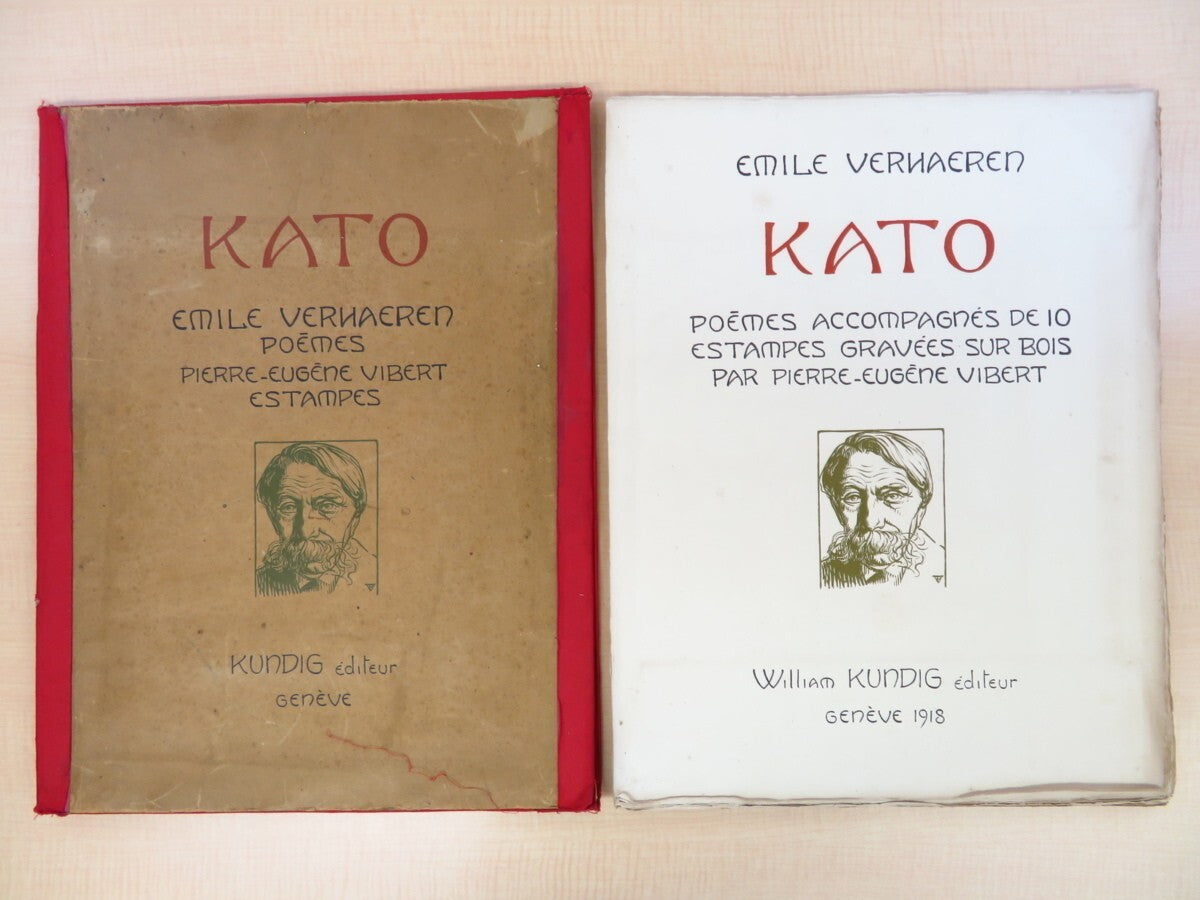 KATO
EMILE VERHAEREN
POÈMES
PIERRE-EUGÈNE VIBERT
ESTAMPES
KUNDIG éditeur
GENÈVE
EMILE VERHAEREN
KATO
POÈMES ACCOMPAGNÉS DE 10
ESTAMPES GRAVÉES SUR BOIS
PAR PIERRE-EUGÈNE VIBERT
William KUNDIG éditeur
GENÈVE 1918